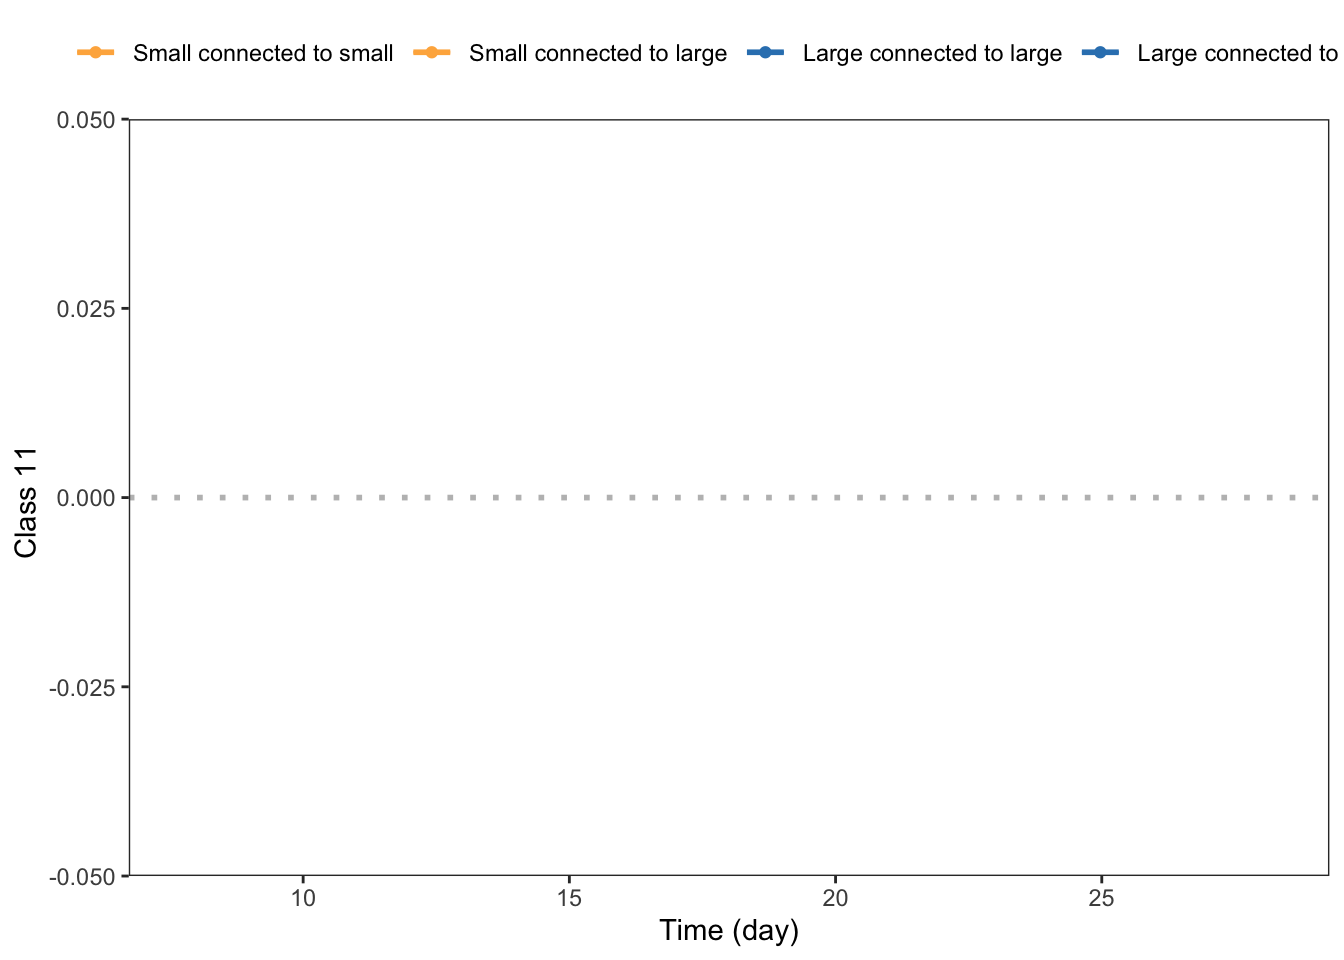 Small connected to small Small connected to large Large connected to large Large connected to
0.050
0.025
0.000
-0.025
-0.050
Class 11
10 15 20 25
Time (day)